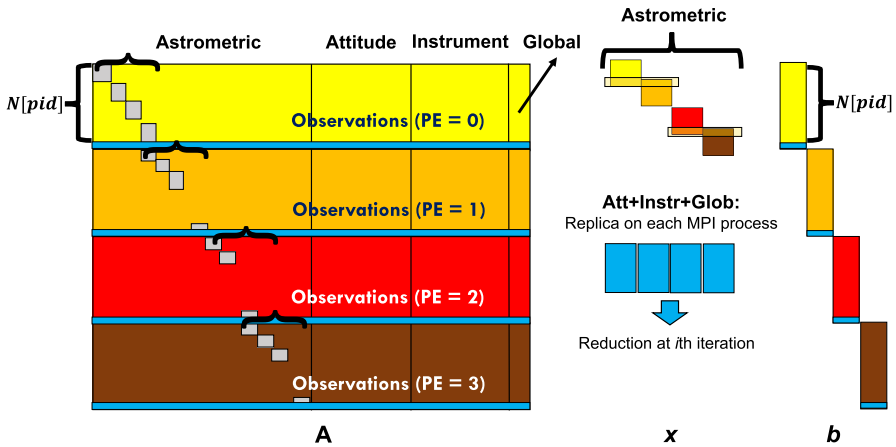 Astrometric
Attitude
Instrument
Global
N[pid]
Observations (PE = 0)
Observations (PE = 1)
Observations (PE = 2)
Observations (PE = 3)
A
Astrometric
Att+Instr+Glob:
Replica on each MPI process
Reduction at ith iteration
x
N[pid]
b